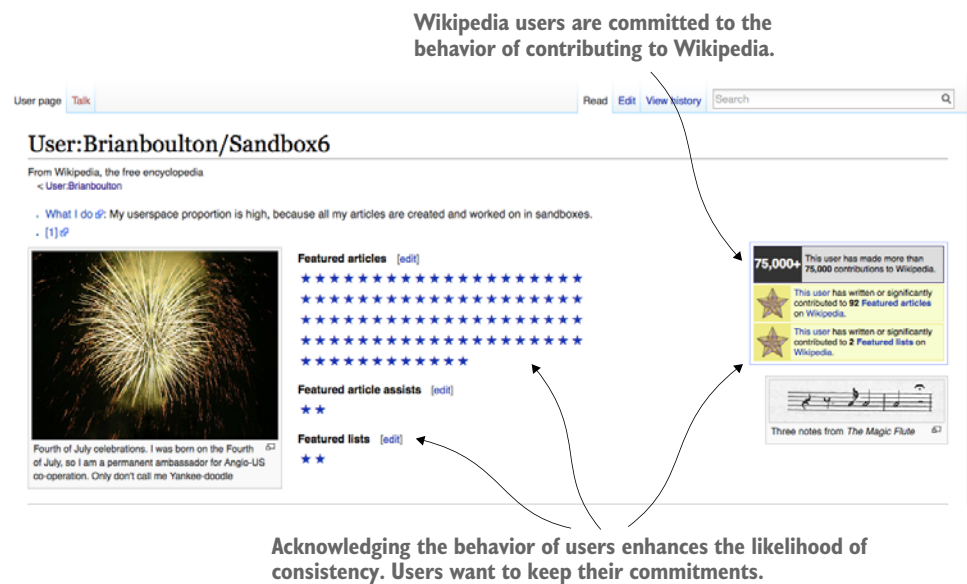 Wikipedia users are committed to the
behavior of contributing to Wikipedia.
User page Talk Read Edit View history Search
User:Brianboulton/Sandbox6
From Wikipedia, the free encyclopedia
< User:Brianboulton
What I do: My userspace proportion is high, because all my articles are created and worked on in sandboxes.
[1]
Featured articles [edit]
★★★★★★★★★★★★★★★★★★★★
★★★★★★★★★★★★★★★★★★★★
★★★★★★★★★★★★★★★★★★★★
★★★★★★★★★★★★★★★★★★★★
★★★★★★★★★★★★
Featured article assists [edit]
★★
Featured lists [edit]
★★
Fourth of July celebrations. I was born on the Fourth
of July, so I am a permanent ambassador for Anglo-US
co-operation. Only don't call me Yankee-doodle
75,000+ This user has made more than
75,000 contributions to Wikipedia.
This user has written or significantly
contributed to 92 Featured articles
on Wikipedia.
This user has written or significantly
contributed to 2 Featured lists on
Wikipedia.
Three notes from The Magic Flute
Acknowledging the behavior of users enhances the likelihood of
consistency. Users want to keep their commitments.